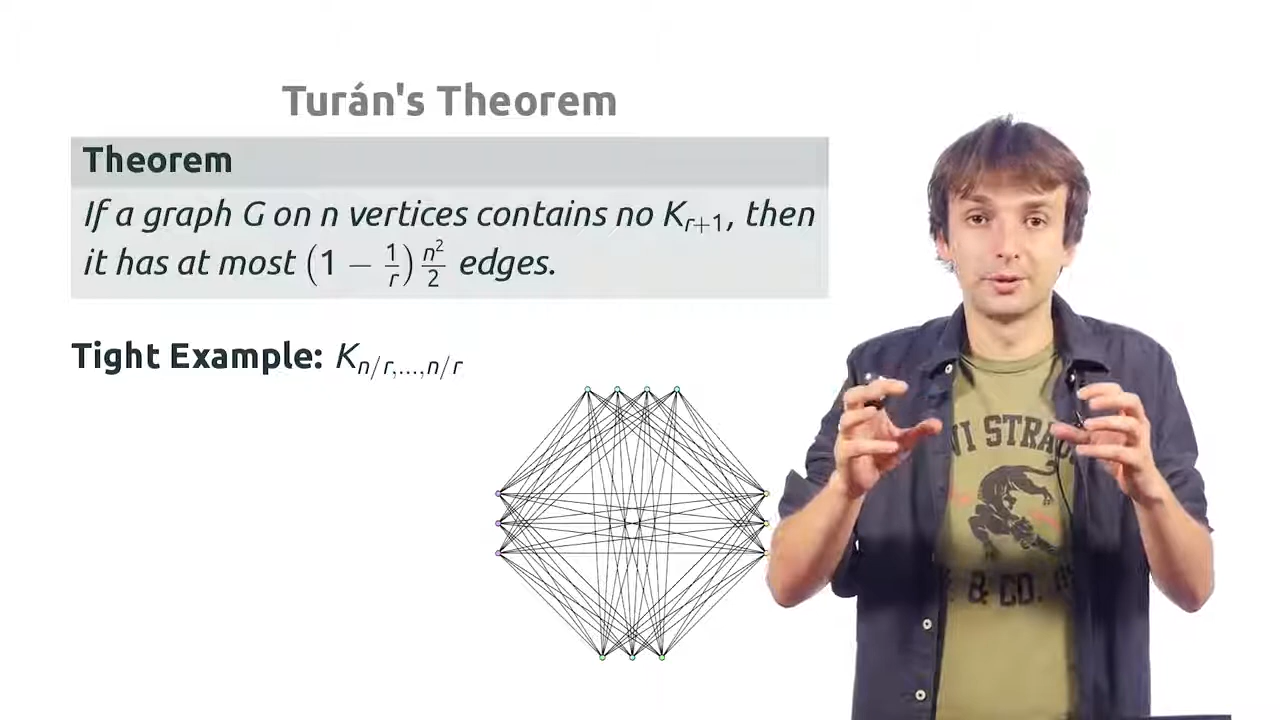 Turán's Theorem
Theorem
If a graph G on n vertices contains no K_{r+1}, then
it has at most (1 − 1/r) n²/2 edges.
Tight Example: K_{n/r,...,n/r}
& CO.